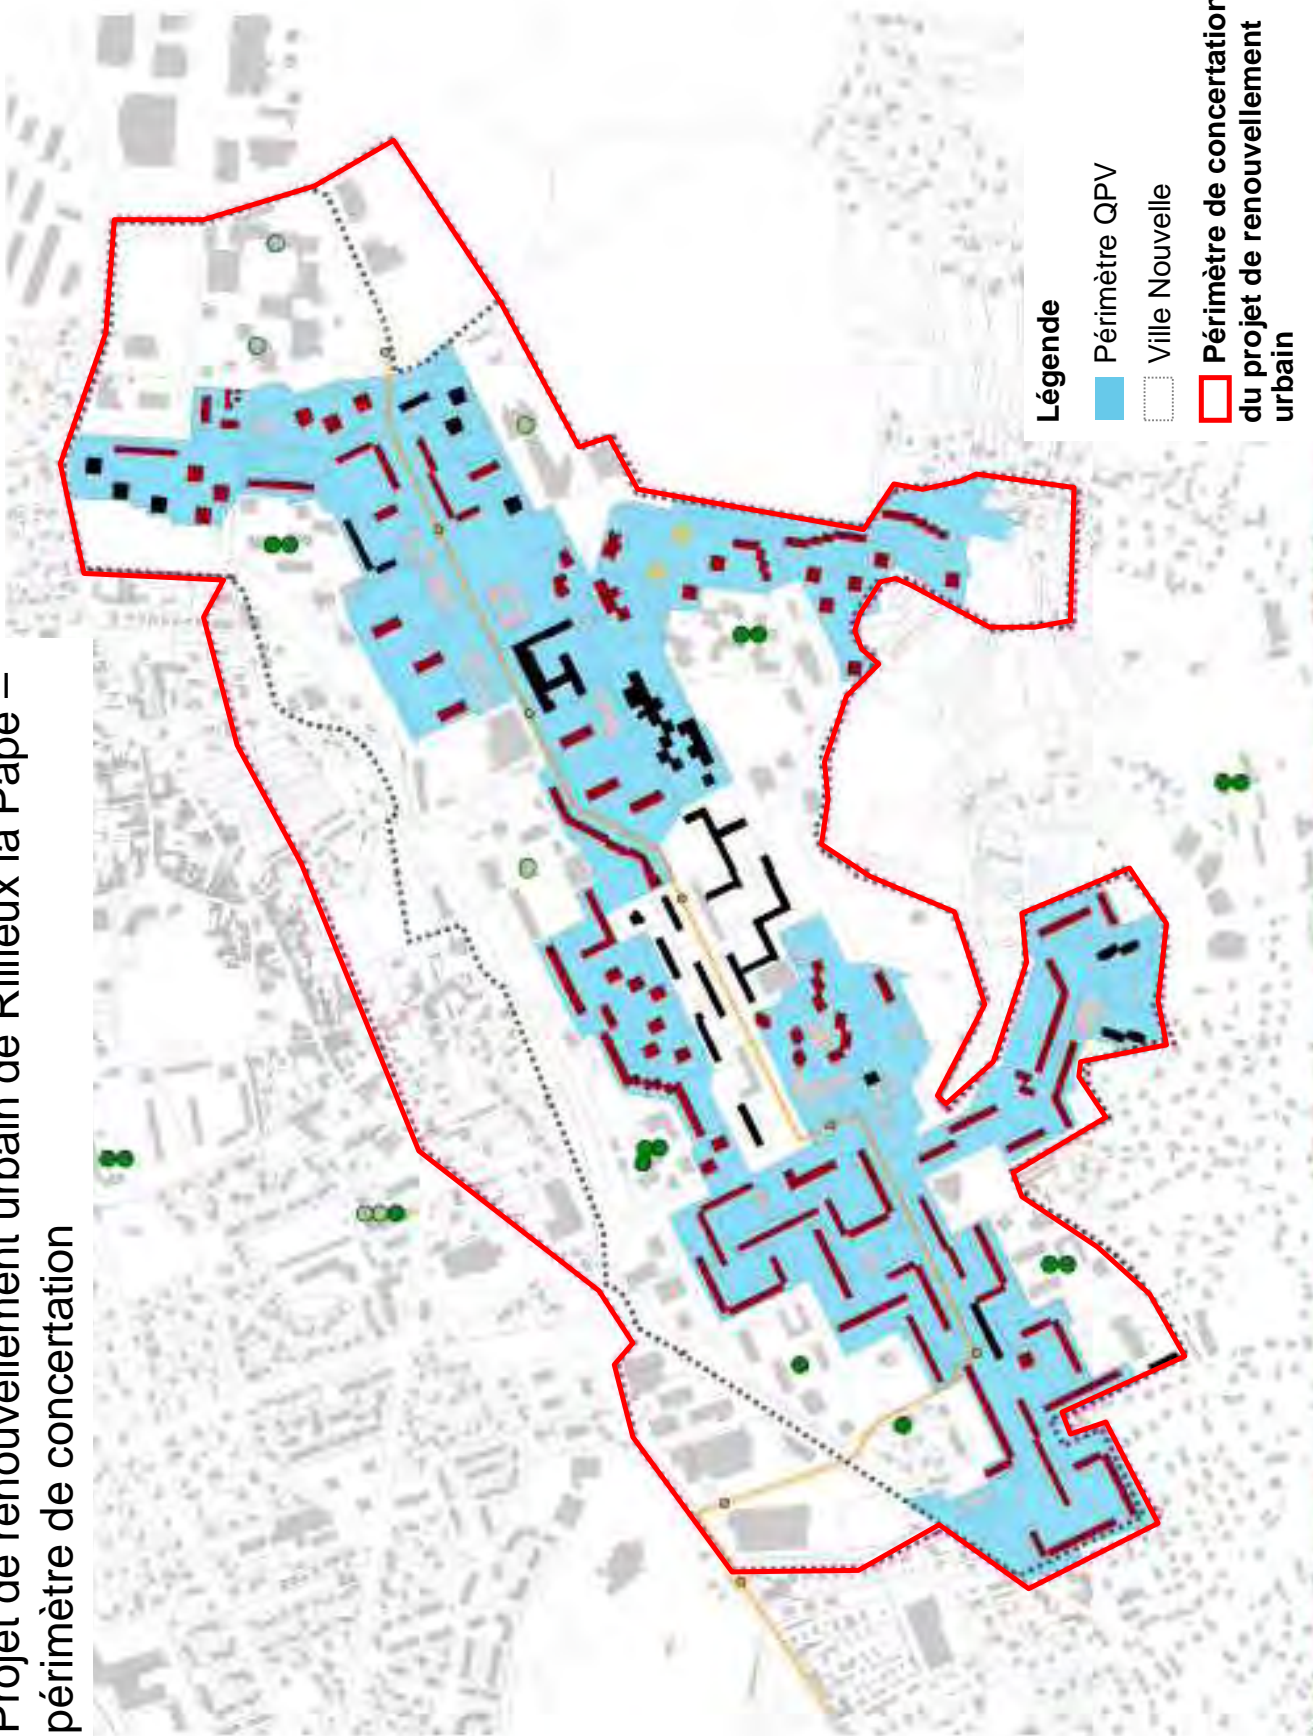 Projet de renouvellement urbain de Rillieux la Pape –
périmètre de concertation
Légende
Périmètre QPV
Ville Nouvelle
Périmètre de concertation
du projet de renouvellement
urbain